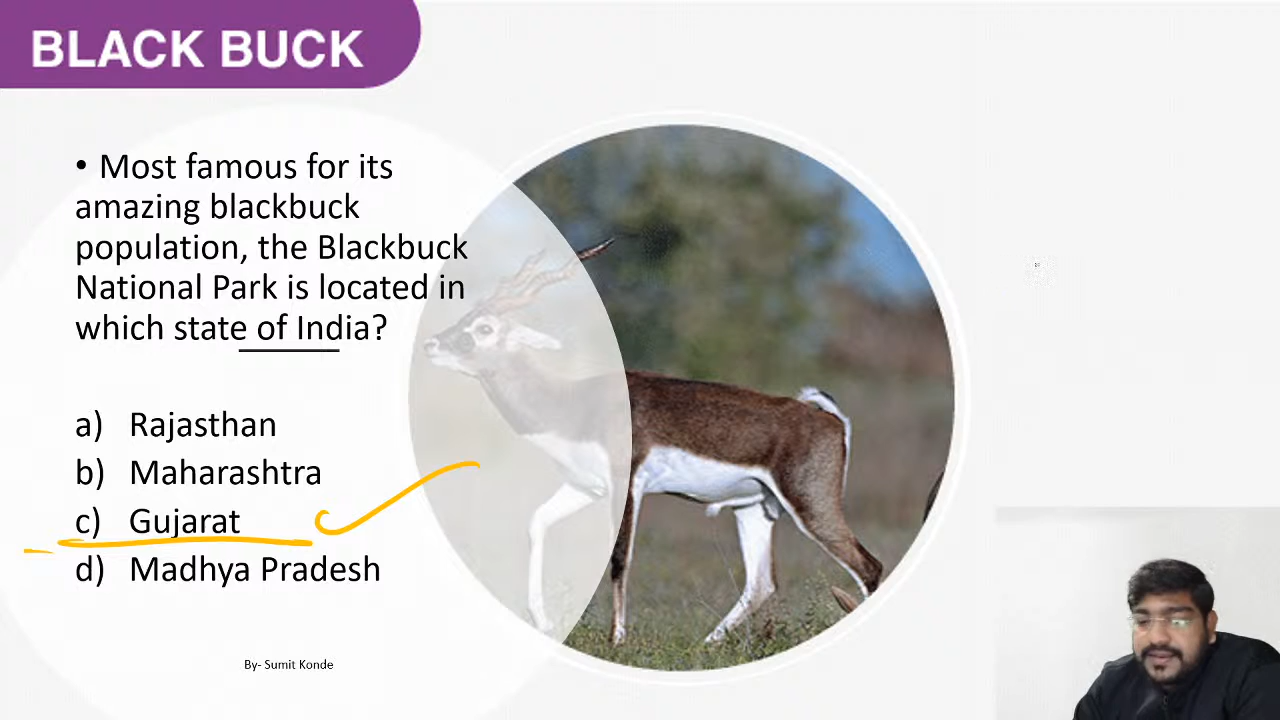 BLACK BUCK
• Most famous for its
amazing blackbuck
population, the Blackbuck
National Park is located in
which state of India?
a) Rajasthan
b) Maharashtra
c) Gujarat
d) Madhya Pradesh
By- Sumit Konde